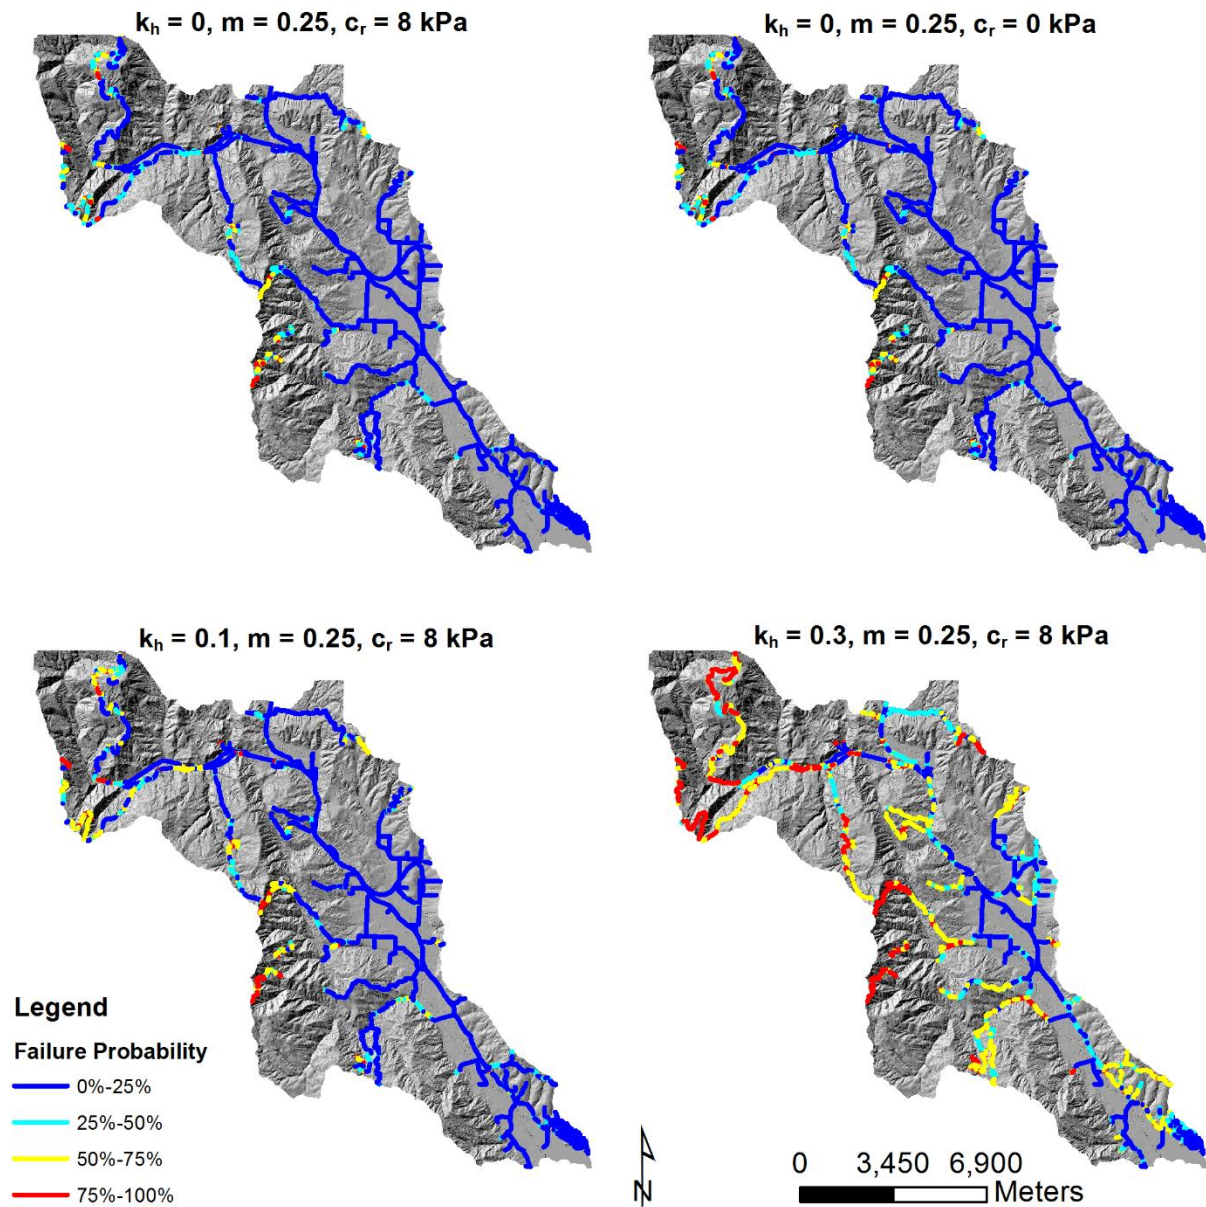 kₕ = 0, m = 0.25, cᵣ = 8 kPa
kₕ = 0, m = 0.25, cᵣ = 0 kPa
kₕ = 0.1, m = 0.25, cᵣ = 8 kPa
kₕ = 0.3, m = 0.25, cᵣ = 8 kPa
Legend
Failure Probability
0%-25%
25%-50%
50%-75%
75%-100%
N
0 3,450 6,900
Meters